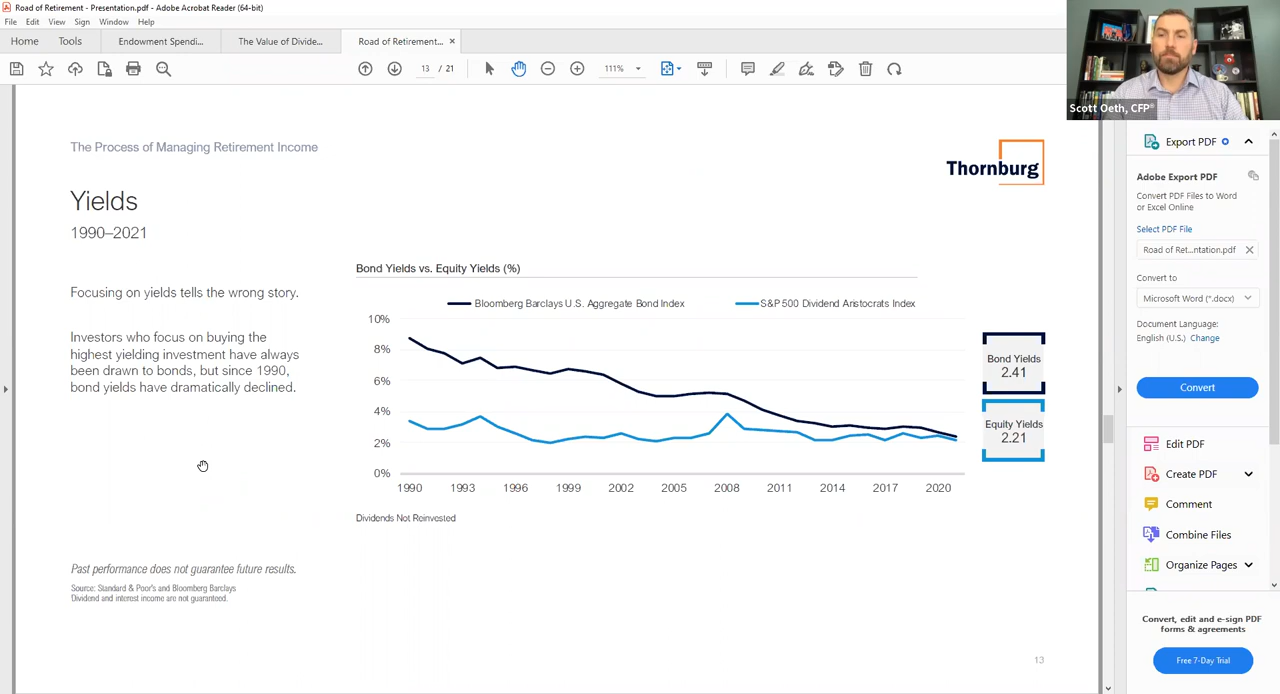 Road of Retirement - Presentation.pdf - Adobe Acrobat Reader (64-bit)
File Edit View Sign Window Help
Home Tools Endowment Spendi... The Value of Divide... Road of Retirement... ×
13 / 21 111%
Scott Oeth, CFP®
The Process of Managing Retirement Income
Thornburg
Yields
1990–2021
Focusing on yields tells the wrong story.
Investors who focus on buying the
highest yielding investment have always
been drawn to bonds, but since 1990,
bond yields have dramatically declined.
Bond Yields vs. Equity Yields (%)
Bloomberg Barclays U.S. Aggregate Bond Index S&P 500 Dividend Aristocrats Index
10%
8%
6%
4%
2%
0%
1990 1993 1996 1999 2002 2005 2008 2011 2014 2017 2020
Bond Yields
2.41
Equity Yields
2.21
Dividends Not Reinvested
Past performance does not guarantee future results.
Source: Standard & Poor's and Bloomberg Barclays
Dividend and interest income are not guaranteed.
13
Export PDF
Adobe Export PDF
Convert PDF Files to Word
or Excel Online
Select PDF File
Road of Ret...ntation.pdf
Convert to
Microsoft Word (*.docx)
Document Language:
English (U.S.) Change
Convert
Edit PDF
Create PDF
Comment
Combine Files
Organize Pages
Convert, edit and e-sign PDF
forms & agreements
Free 7-Day Trial